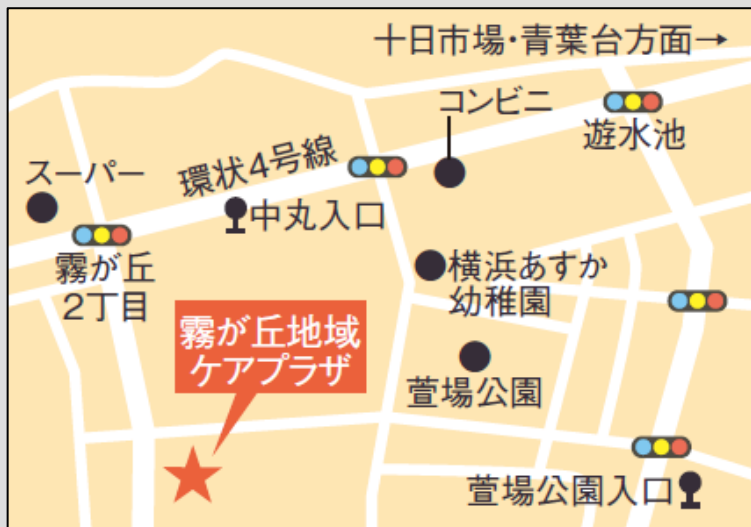 十日市場・青葉台方面→
コンビニ
遊水池
スーパー
環状4号線
中丸入口
霧が丘
2丁目
横浜あすか
幼稚園
霧が丘地域
ケアプラザ
萱場公園
萱場公園入口